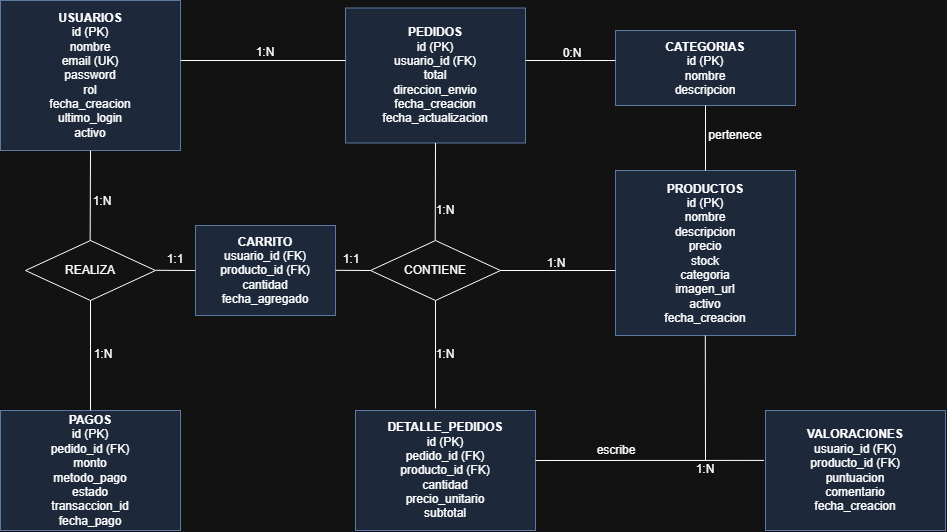 USUARIOS
id (PK)
nombre
email (UK)
password
rol
fecha_creacion
ultimo_login
activo
1:N
PEDIDOS
id (PK)
usuario_id (FK)
total
direccion_envio
fecha_creacion
fecha_actualizacion
0:N
CATEGORIAS
id (PK)
nombre
descripcion
pertenece
1:N
1:N
PRODUCTOS
id (PK)
nombre
descripcion
precio
stock
categoria
imagen_url
activo
fecha_creacion
REALIZA
1:1
CARRITO
usuario_id (FK)
producto_id (FK)
cantidad
fecha_agregado
1:1
CONTIENE
1:N
1:N
1:N
PAGOS
id (PK)
pedido_id (FK)
monto
metodo_pago
estado
transaccion_id
fecha_pago
DETALLE_PEDIDOS
id (PK)
pedido_id (FK)
producto_id (FK)
cantidad
precio_unitario
subtotal
escribe
1:N
VALORACIONES
usuario_id (FK)
producto_id (FK)
puntuacion
comentario
fecha_creacion